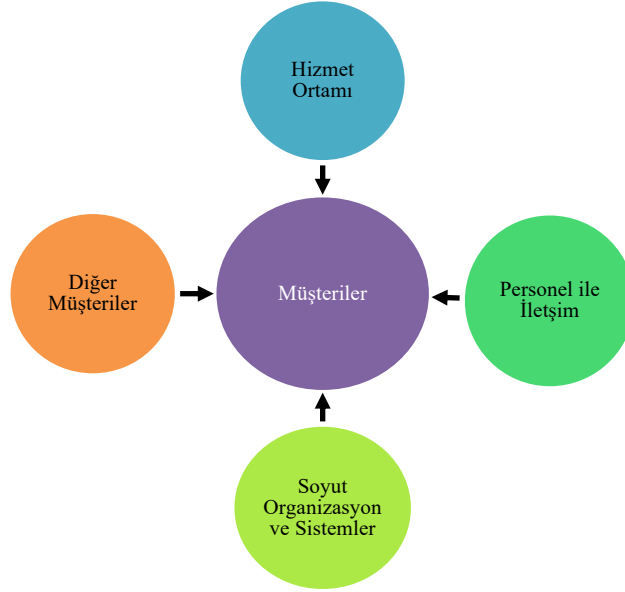 Hizmet
Ortamı
Diğer
Müşteriler
Müşteriler
Personel ile
İletşim
Soyut
Organizasyon
ve Sistemler